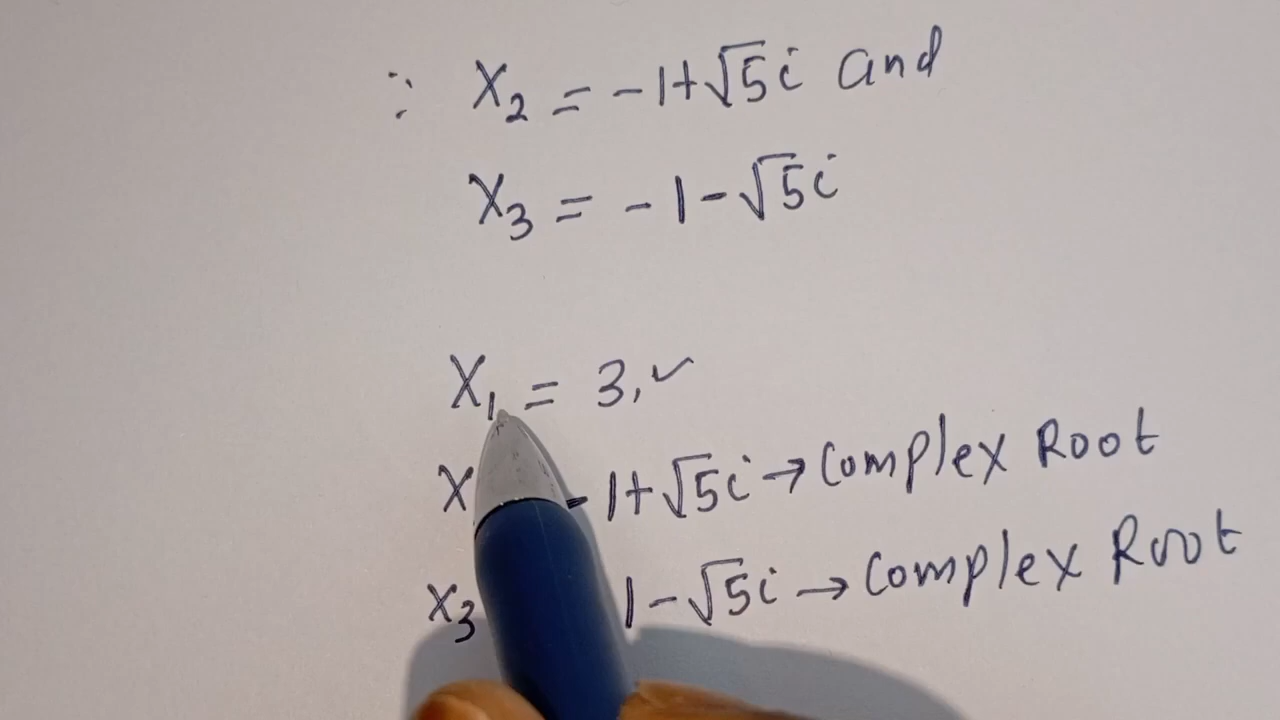 ∴ X₂ = -1+√5i and
X₃ = -1-√5i
X₁ = 3,✓
X -1+√5i → Complex Root
X₃ 1-√5i → Complex Root